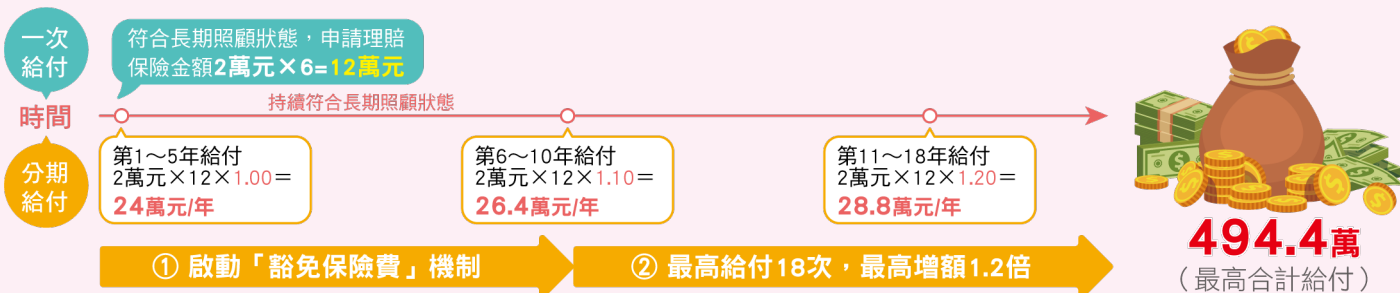 一次
給付
符合長期照顧狀態，申請理賠
保險金額2萬元×6=12萬元
時間
持續符合長期照顧狀態
分期
給付
第1～5年給付
2萬元×12×1.00＝
24萬元/年
第6～10年給付
2萬元×12×1.10＝
26.4萬元/年
第11～18年給付
2萬元×12×1.20＝
28.8萬元/年
① 啟動「豁免保險費」機制
② 最高給付18次，最高增額1.2倍
494.4萬
（最高合計給付）